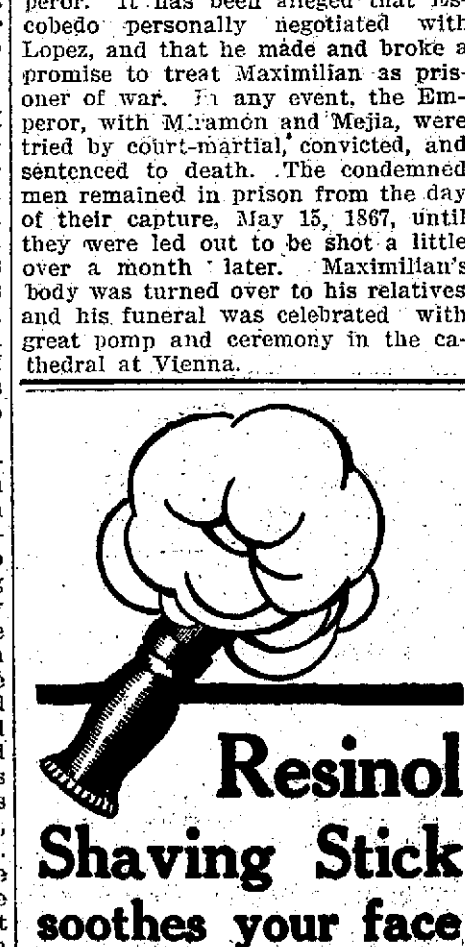 peror. It has been alleged that Es-
cobedo personally negotiated with
Lopez, and that he made and broke a
promise to treat Maximilian as pris-
oner of war. In any event, the Em-
peror, with Miramon and Mejia, were
tried by court-martial, convicted, and
sentenced to death. The condemned
men remained in prison from the day
of their capture, May 15, 1867, until
they were led out to be shot a little
over a month later. Maximilian's
body was turned over to his relatives
and his funeral was celebrated with
great pomp and ceremony in the ca-
thedral at Vienna.
Resinol
Shaving Stick
soothes your face